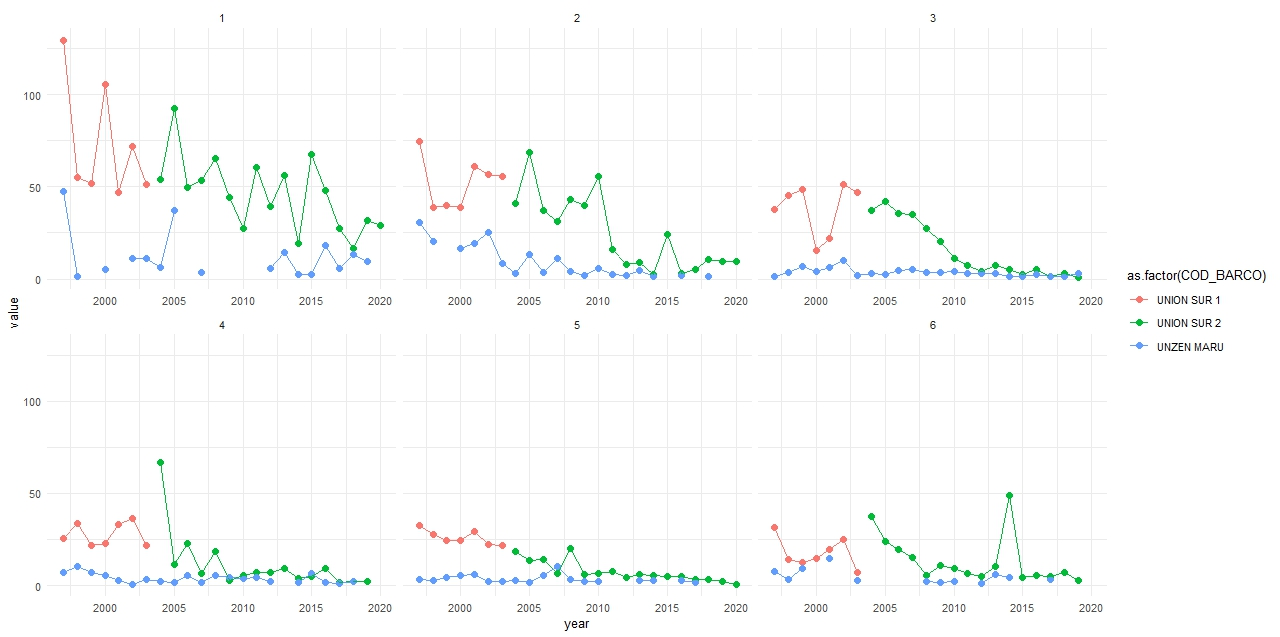 1 2 3
100
50
0
2000 2005 2010 2015 2020 2000 2005 2010 2015 2020 2000 2005 2010 2015 2020
value
4 5 6
100
50
0
2000 2005 2010 2015 2020 2000 2005 2010 2015 2020 2000 2005 2010 2015 2020
year
as.factor(COD_BARCO)
UNION SUR 1
UNION SUR 2
UNZEN MARU